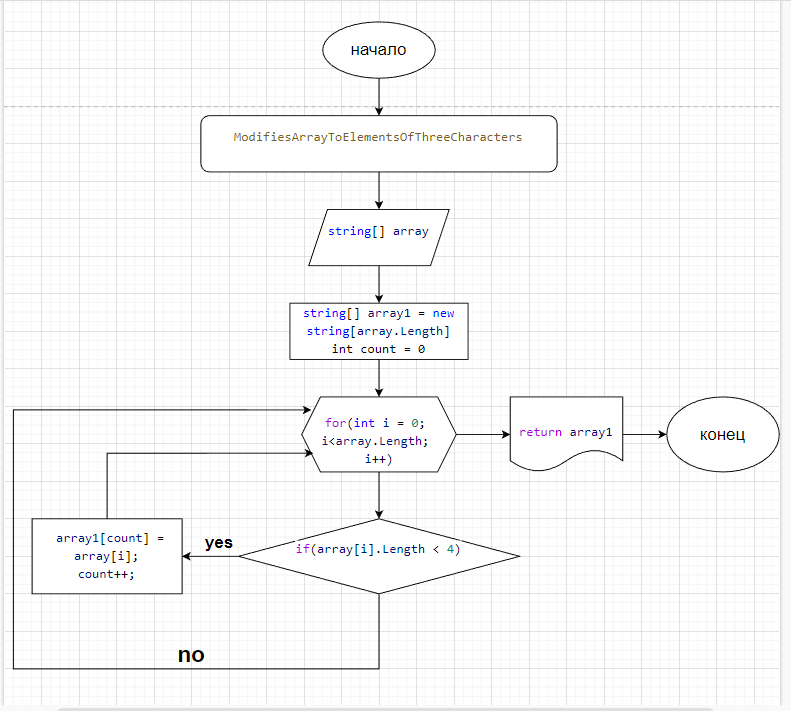 начало
ModifiesArrayToElementsOfThreeCharacters
string[] array
string[] array1 = new
string[array.Length]
int count = 0
for(int i = 0;
i<array.Length;
i++)
return array1
конец
if(array[i].Length < 4)
yes
array1[count] =
array[i];
count++;
no